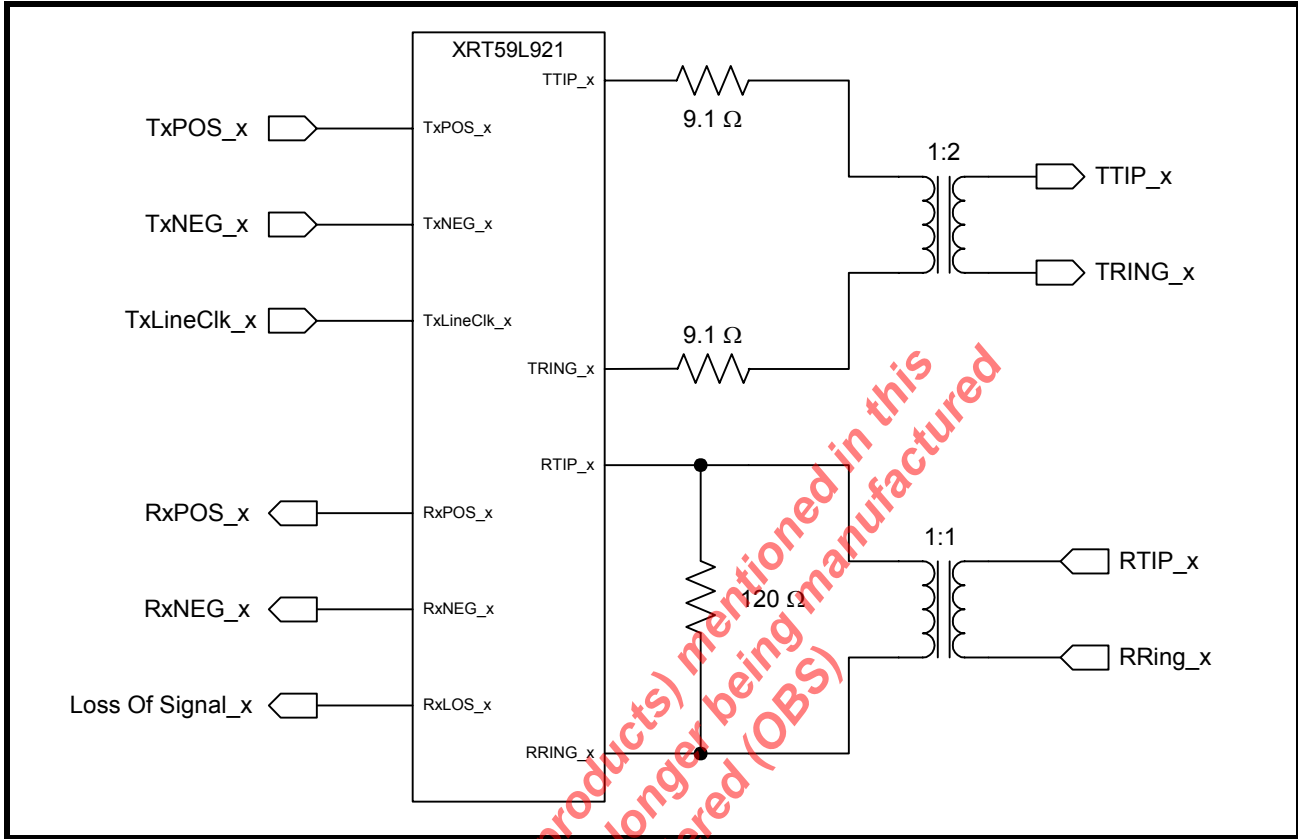 XRT59L921
TTIP_x
9.1 Ω
TxPOS_x
TxPOS_x
1:2
TTIP_x
TxNEG_x
TxNEG_x
TRING_x
TxLineClk_x
TxLineClk_x
9.1 Ω
TRING_x
RTIP_x
RxPOS_x
RxPOS_x
1:1
RTIP_x
120 Ω
RxNEG_x
RxNEG_x
RRing_x
Loss Of Signal_x
RxLOS_x
RRING_x
products) mentioned in this
longer being manufactured
ered (OBS)